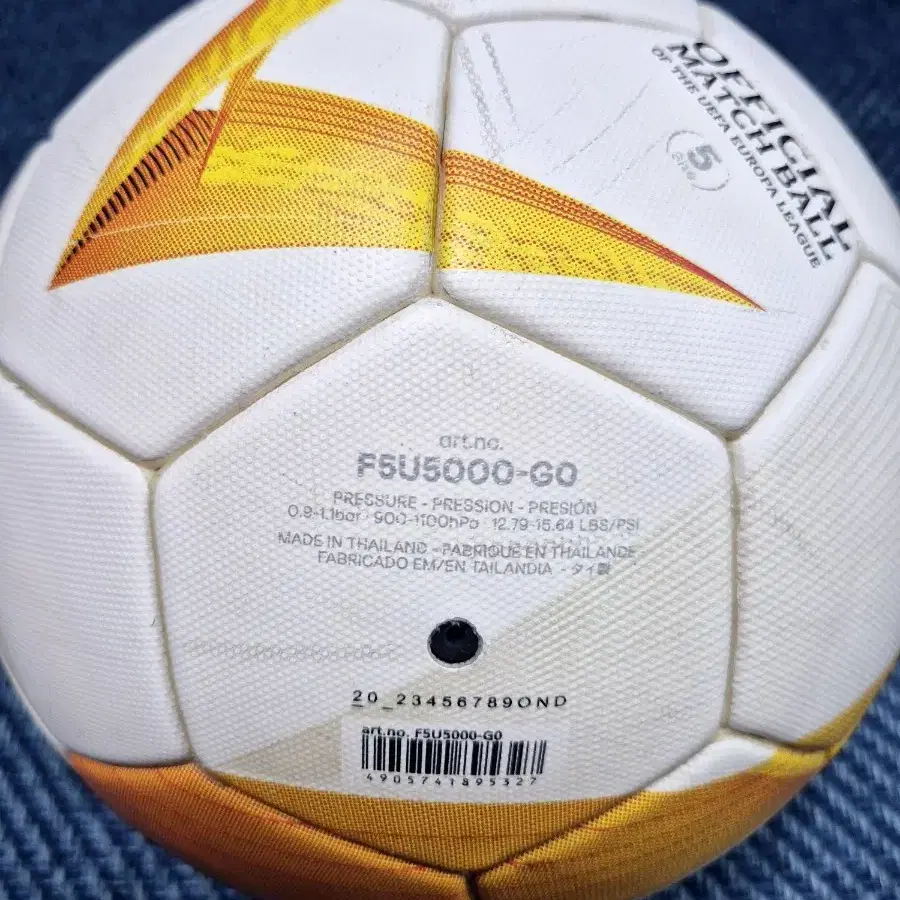 OFFICIAL
MATCH BALL
OF THE UEFA EUROPA LEAGUE
5
art.no.
F5U5000-G0
PRESSURE - PRESSION - PRESIÓN
0.9-1.1bar · 900-1100hPa · 12.79-15.64 LBS/PSI
MADE IN THAILAND - FABRIQUÉ EN THAILANDE
FABRICADO EM/EN TAILANDIA - タイ製
20_23456789OND
art.no. F5U5000-G0
4905741895327